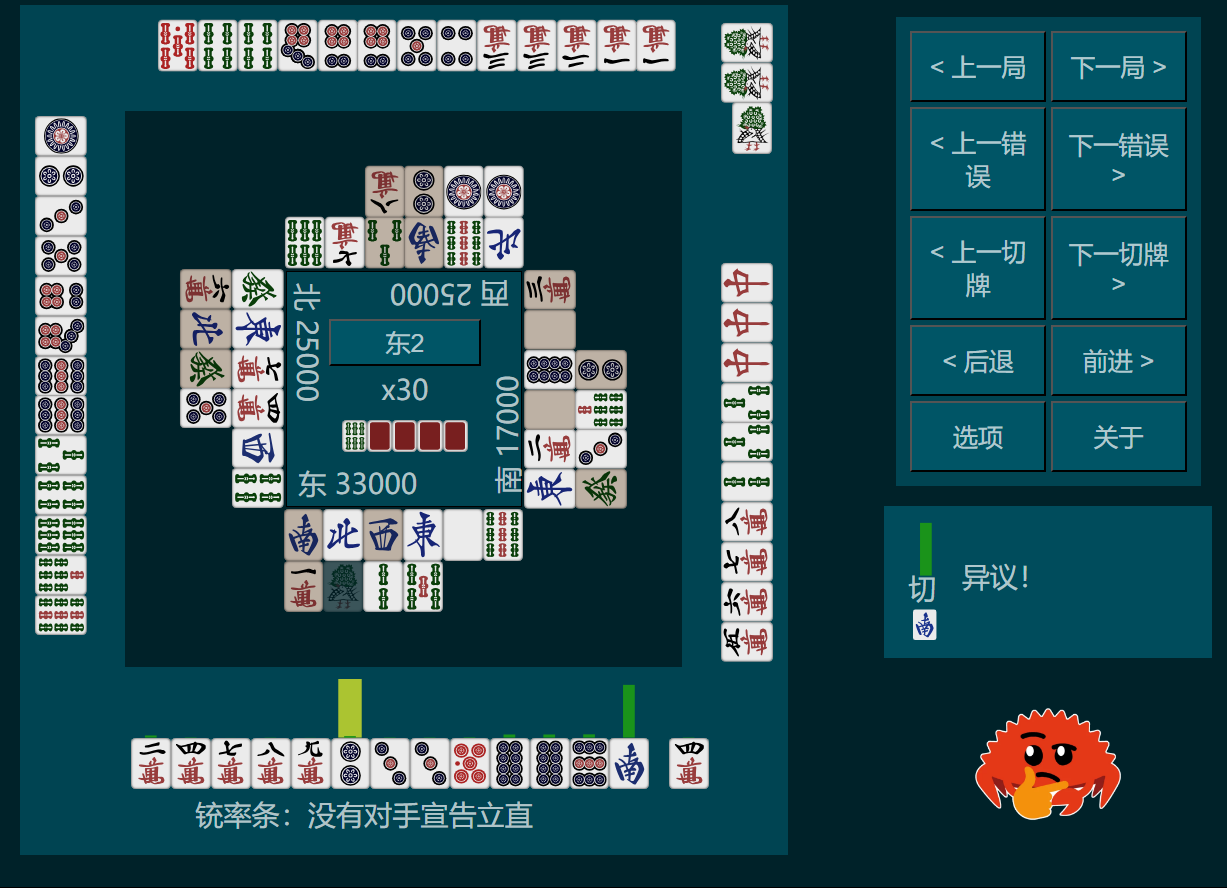 < 上一局
下一局 >
< 上一错
误
下一错误
>
< 上一切
牌
下一切牌
>
< 后退
前进 >
选项
关于
北 25000
西 25000
东2
x30
南 17000
东 33000
切
异议!
铳率条：没有对手宣告立直